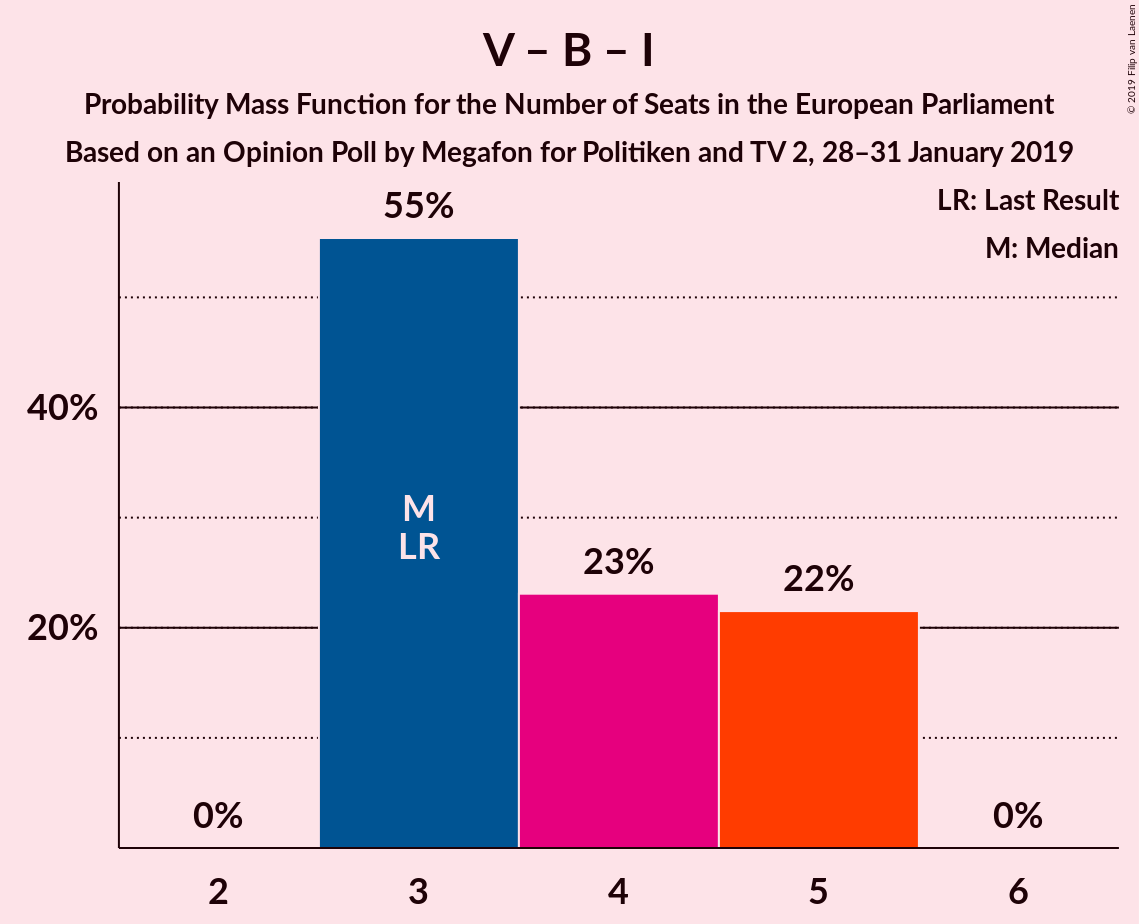 V – B – I
Probability Mass Function for the Number of Seats in the European Parliament
Based on an Opinion Poll by Megafon for Politiken and TV 2, 28–31 January 2019
© 2019 Filip van Laenen
LR: Last Result
M: Median
55%
40%
M
LR
23%
22%
20%
0%
0%
2 3 4 5 6